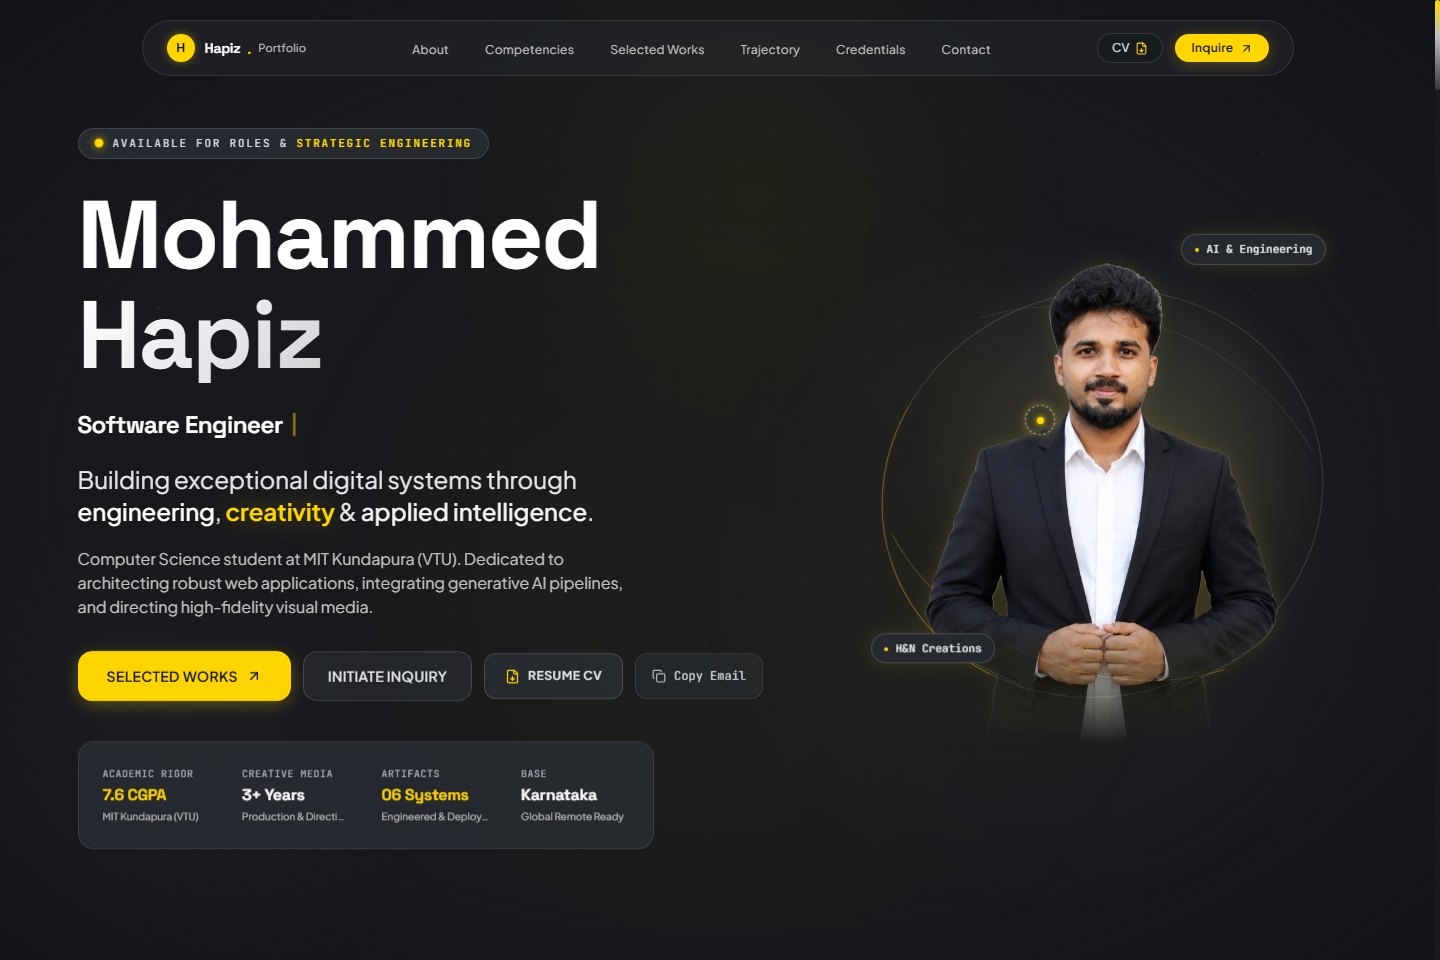 H Hapiz . Portfolio
About Competencies Selected Works Trajectory Credentials Contact
CV Inquire
AVAILABLE FOR ROLES & STRATEGIC ENGINEERING
Mohammed
Hapiz
Software Engineer
Building exceptional digital systems through
engineering, creativity & applied intelligence.
Computer Science student at MIT Kundapura (VTU). Dedicated to
architecting robust web applications, integrating generative AI pipelines,
and directing high-fidelity visual media.
SELECTED WORKS INITIATE INQUIRY RESUME CV Copy Email
ACADEMIC RIGOR
7.6 CGPA
MIT Kundapura (VTU)
CREATIVE MEDIA
3+ Years
Production & Directi...
ARTIFACTS
06 Systems
Engineered & Deploy...
BASE
Karnataka
Global Remote Ready
AI & Engineering
H&N Creations